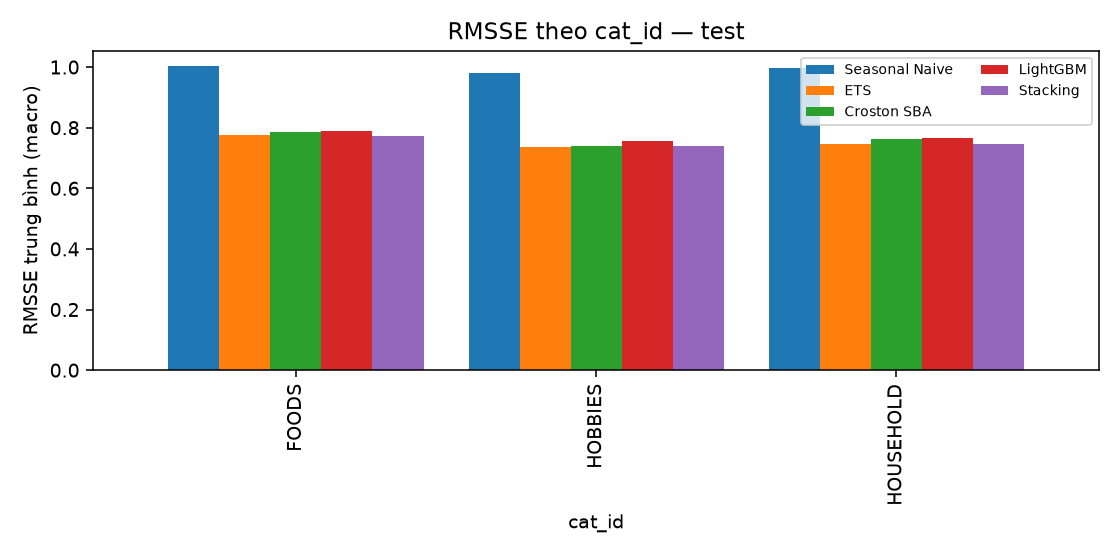 RMSSE theo cat_id — test
RMSSE trung bình (macro)
1.0
0.8
0.6
0.4
0.2
0.0
Seasonal Naive
ETS
Croston SBA
LightGBM
Stacking
FOODS
HOBBIES
HOUSEHOLD
cat_id